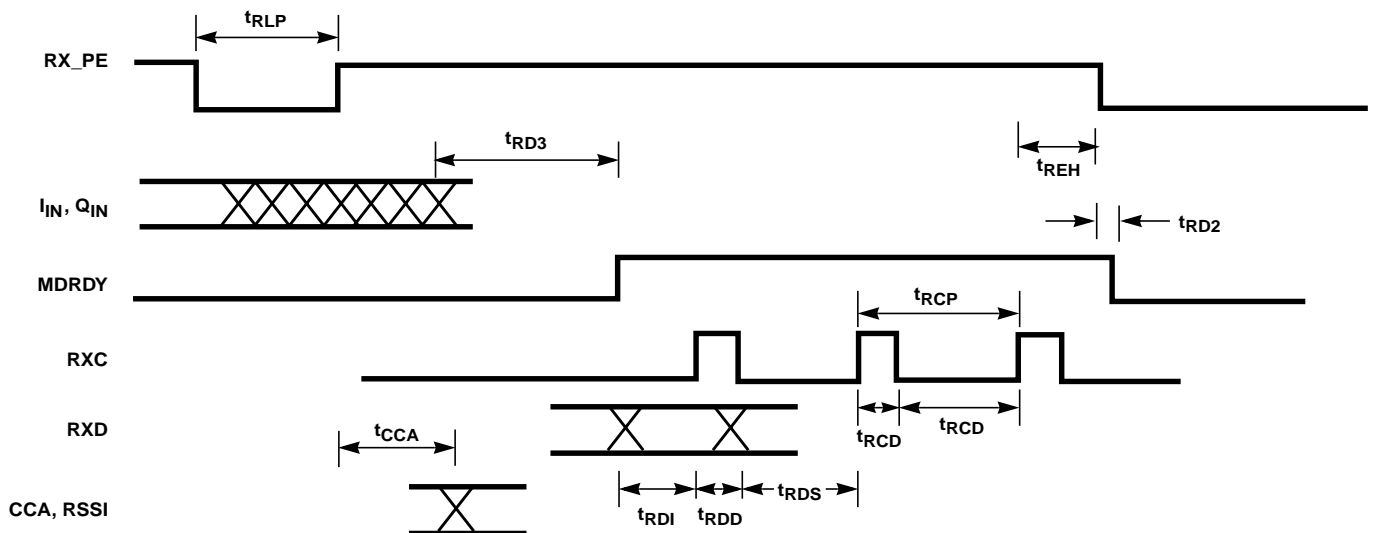 tRLP
RX_PE
tRD3
tREH
IIN, QIN
tRD2
MDRDY
tRCP
RXC
RXD
tRCD
tRCD
tCCA
tRDS
CCA, RSSI
tRDI
tRDD